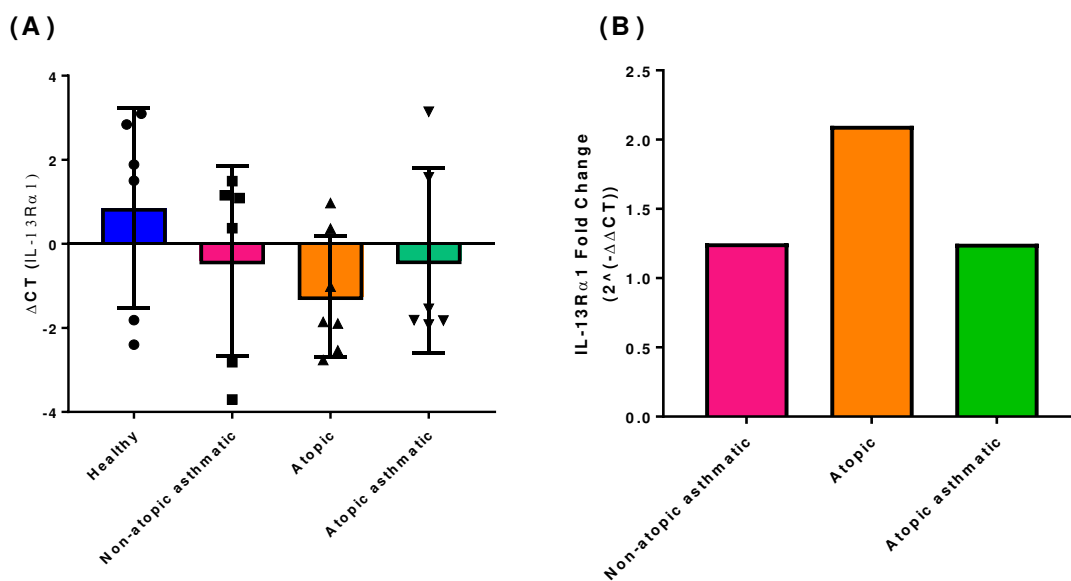 (A)
ΔCT (IL-13Rα1)
4
2
0
-2
-4
Healthy
Non-atopic asthmatic
Atopic
Atopic asthmatic
(B)
IL-13Rα1 Fold Change
(2^(-ΔΔCT))
2.5
2.0
1.5
1.0
0.5
0.0
Non-atopic asthmatic
Atopic
Atopic asthmatic